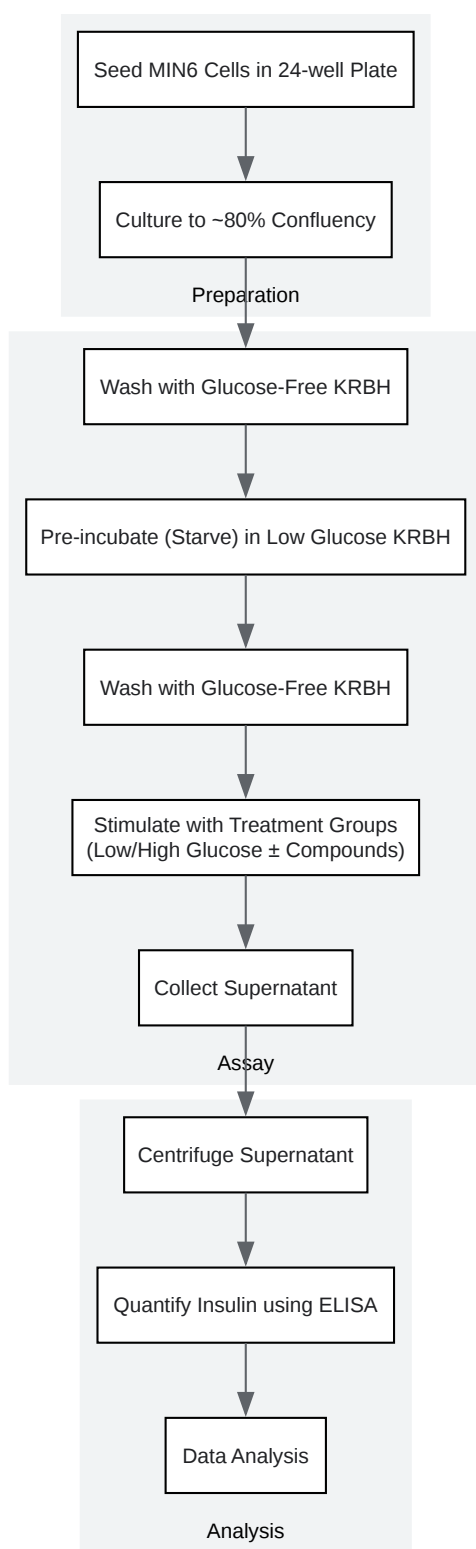 Seed MIN6 Cells in 24-well Plate
Culture to ~80% Confluency
Preparation
Wash with Glucose-Free KRBH
Pre-incubate (Starve) in Low Glucose KRBH
Wash with Glucose-Free KRBH
Stimulate with Treatment Groups
(Low/High Glucose ± Compounds)
Collect Supernatant
Assay
Centrifuge Supernatant
Quantify Insulin using ELISA
Data Analysis
Analysis